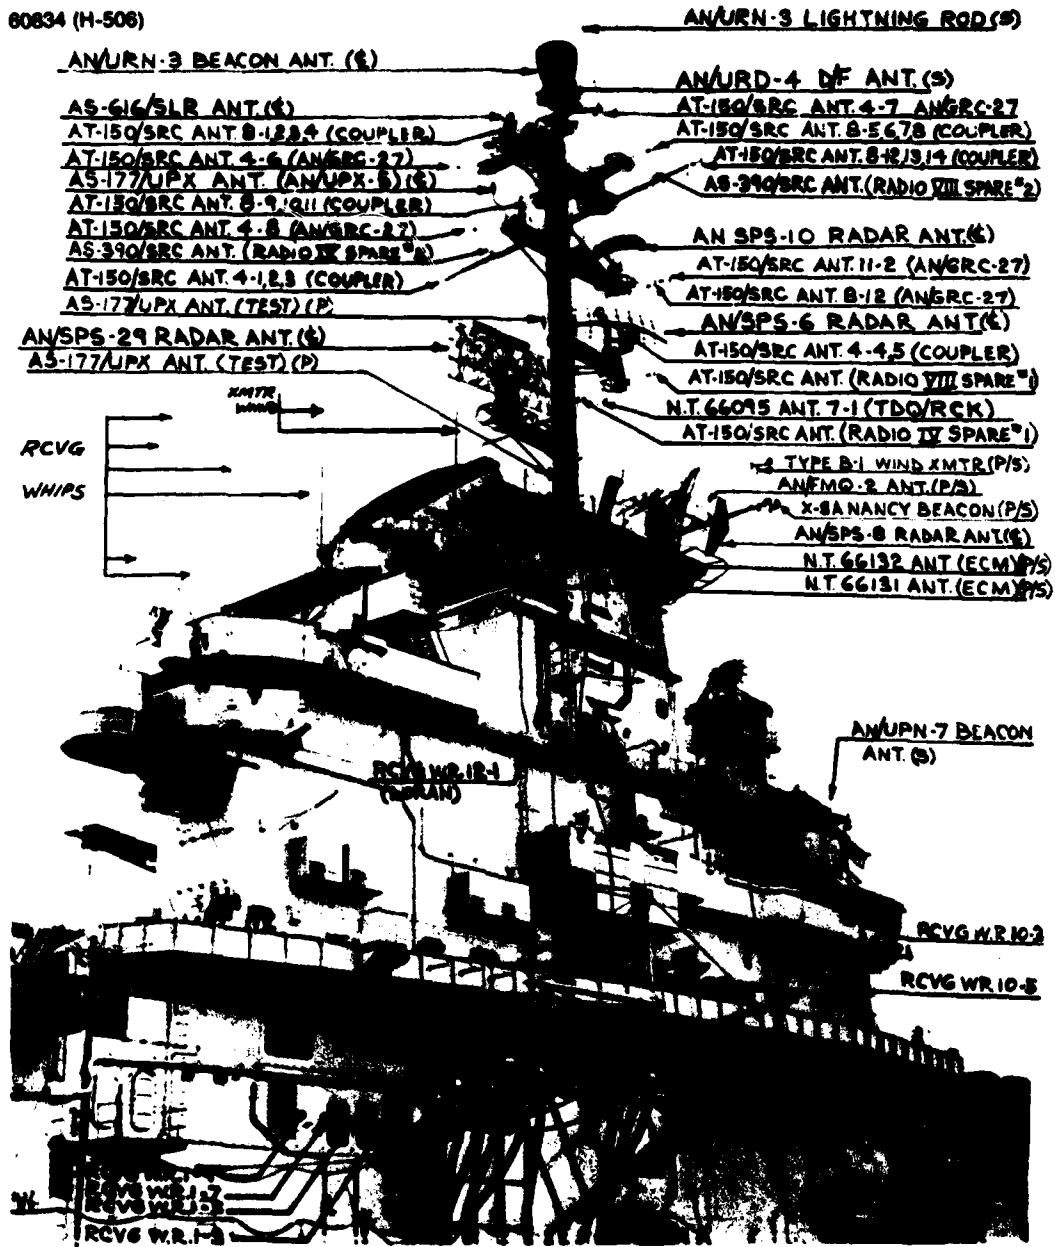 60834 (H-506)
AN/URN-3 LIGHTNING ROD(S)
AN/URN-3 BEACON ANT. (℄)
AN/URD-4 D/F ANT.(S)
AS-616/SLR ANT.(℄)
AT-150/SRC ANT. 4-7 AN/GRC-27
AT-150/SRC ANT 8-1,2,3,4 (COUPLER)
AT-150/SRC ANT. 8-5,6,7,8 (COUPLER)
AT-150/SRC ANT. 4-6 (AN/GRC-27)
AT-150/SRC ANT. 8-12,13,14 (COUPLER)
AS-177/UPX ANT. (AN/UPX-6) (℄)
AS-390/SRC ANT.(RADIO VIII SPARE #2)
AT-150/SRC ANT. 8-9,10,11 (COUPLER)
AT-150/SRC ANT. 4-8 (AN/GRC-27)
AN SPS-10 RADAR ANT.(℄)
AS-390/SRC ANT. (RADIO IV SPARE #2)
AT-150/SRC ANT. 11-2 (AN/GRC-27)
AT-150/SRC ANT. 4-1,2,3 (COUPLER)
AT-150/SRC ANT. 8-12 (AN/GRC-27)
AS-177/UPX ANT. (TEST) (P)
AN/SPS-6 RADAR ANT(℄)
AN/SPS-29 RADAR ANT.(℄)
AT-150/SRC ANT. 4-4,5 (COUPLER)
AS-177/UPX ANT. (TEST) (P)
AT-150/SRC ANT. (RADIO VIII SPARE #1)
XMTR
N.T. 66095 ANT. 7-1 (TDQ/RCK)
AT-150/SRC ANT. (RADIO IV SPARE #1)
RCVG
WHIPS
TYPE B-1 WIND XMTR(P/S)
AN/FMQ-2 ANT.(P/S)
X-8A NANCY BEACON(P/S)
AN/SPS-8 RADAR ANT.(℄)
N.T. 66132 ANT (ECM)(P/S)
N.T. 66131 ANT. (ECM)(P/S)
AN/UPN-7 BEACON
ANT. (S)
RCVG W.R. 12-1
(LORAN)
RCVG W.R 10-3
RCVG WR 10-5
RCVG W.R.1-7
RCVG W.R.1-3